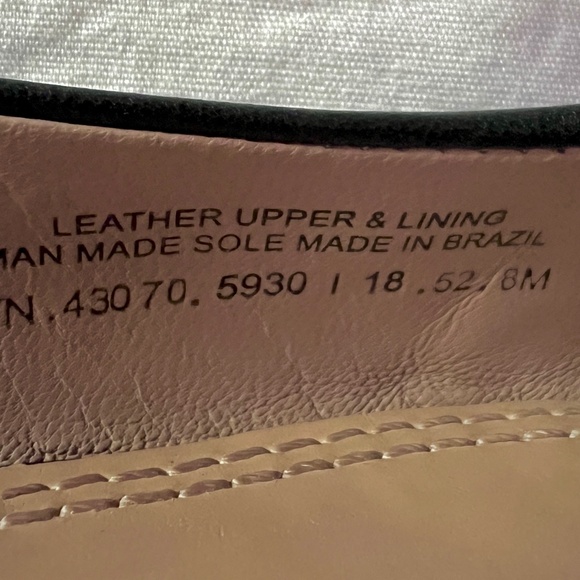 LEATHER UPPER & LINING
MAN MADE SOLE MADE IN BRAZIL
N.43070.5930 I 18.52.8M